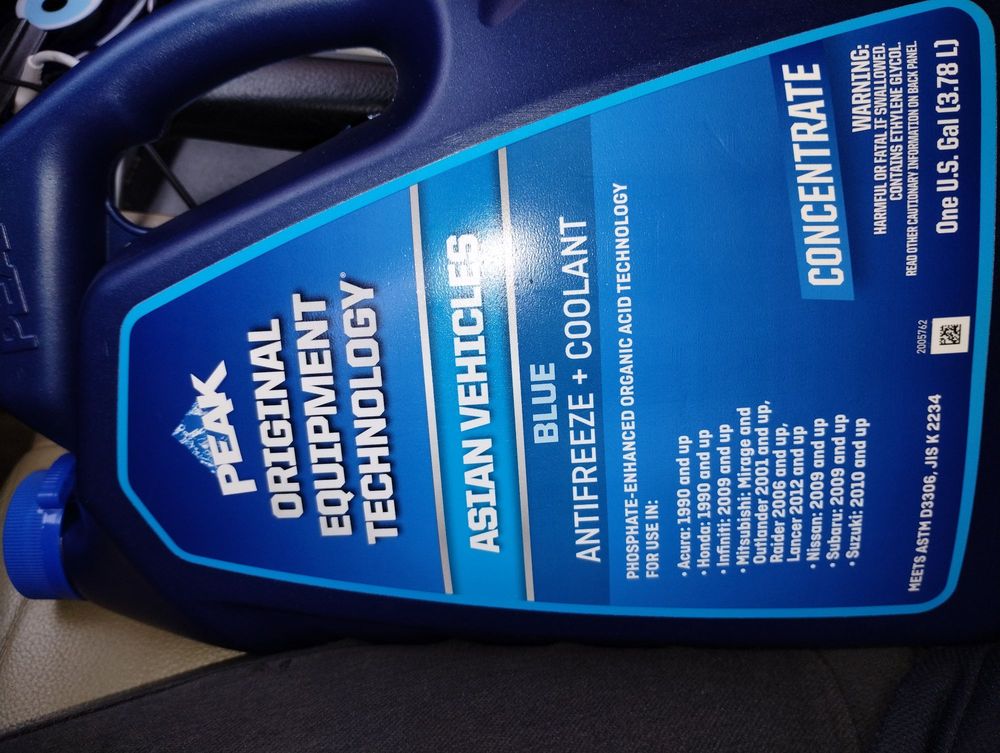 PEAK
ORIGINAL
EQUIPMENT
TECHNOLOGY®
ASIAN VEHICLES
BLUE
ANTIFREEZE + COOLANT
PHOSPHATE-ENHANCED ORGANIC ACID TECHNOLOGY
FOR USE IN:
• Acura: 1990 and up
• Honda: 1990 and up
• Infiniti: 2009 and up
• Mitsubishi: Mirage and
Outlander 2001 and up,
Raider 2006 and up,
Lancer 2012 and up
• Nissan: 2009 and up
• Subaru: 2009 and up
• Suzuki: 2010 and up
CONCENTRATE
WARNING:
HARMFUL OR FATAL IF SWALLOWED.
CONTAINS ETHYLENE GLYCOL.
READ OTHER CAUTIONARY INFORMATION ON BACK PANEL
MEETS ASTM D3306, JIS K 2234
2005762
One U.S. Gal (3.78 L)
PEAK